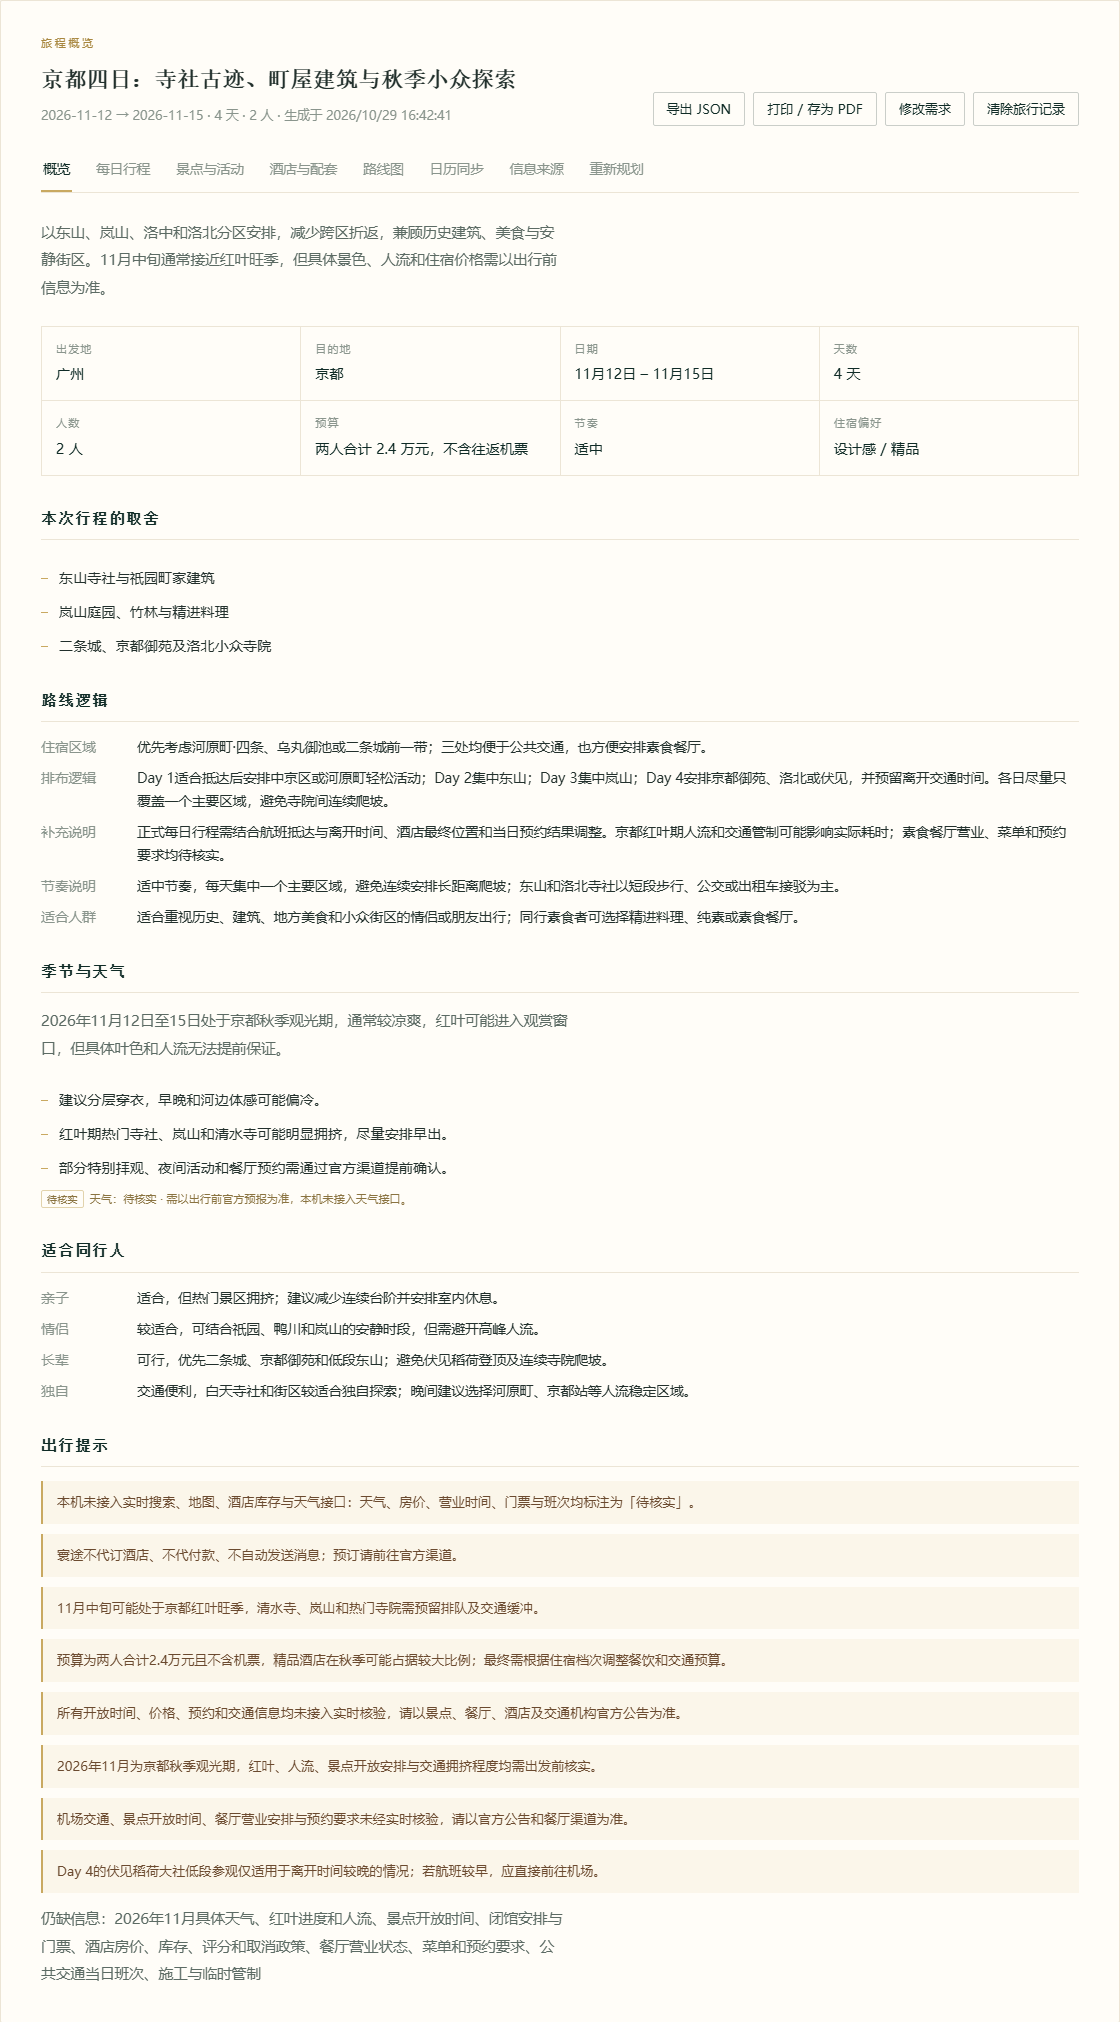 旅程概览
京都四日：寺社古迹、町屋建筑与秋季小众探索
2026-11-12 → 2026-11-15 · 4 天 · 2 人 · 生成于 2026/10/29 16:42:41
导出 JSON
打印 / 存为 PDF
修改需求
清除旅行记录
概览
每日行程
景点与活动
酒店与配套
路线图
日历同步
信息来源
重新规划
以东山、岚山、洛中和洛北分区安排，减少跨区折返，兼顾历史建筑、美食与安
静街区。11月中旬通常接近红叶旺季，但具体景色、人流和住宿价格需以出行前
信息为准。
出发地
广州
目的地
京都
日期
11月12日 – 11月15日
天数
4 天
人数
2 人
预算
两人合计 2.4 万元，不含往返机票
节奏
适中
住宿偏好
设计感 / 精品
本次行程的取舍
– 东山寺社与祇园町家建筑
– 岚山庭园、竹林与精进料理
– 二条城、京都御苑及洛北小众寺院
路线逻辑
住宿区域
优先考虑河原町·四条、乌丸御池或二条城前一带；三处均便于公共交通，也方便安排素食餐厅。
排布逻辑
Day 1适合抵达后安排中京区或河原町轻松活动；Day 2集中东山；Day 3集中岚山；Day 4安排京都御苑、洛北或伏见，并预留离开交通时间。各日尽量只
覆盖一个主要区域，避免寺院间连续爬坡。
补充说明
正式每日行程需结合航班抵达与离开时间、酒店最终位置和当日预约结果调整。京都红叶期人流和交通管制可能影响实际耗时；素食餐厅营业、菜单和预约
要求均待核实。
节奏说明
适中节奏，每天集中一个主要区域，避免连续安排长距离爬坡；东山和洛北寺社以短段步行、公交或出租车接驳为主。
适合人群
适合重视历史、建筑、地方美食和小众街区的情侣或朋友出行；同行素食者可选择精进料理、纯素或素食餐厅。
季节与天气
2026年11月12日至15日处于京都秋季观光期，通常较凉爽，红叶可能进入观赏窗
口，但具体叶色和人流无法提前保证。
– 建议分层穿衣，早晚和河边体感可能偏冷。
– 红叶期热门寺社、岚山和清水寺可能明显拥挤，尽量安排早出。
– 部分特别拝观、夜间活动和餐厅预约需通过官方渠道提前确认。
待核实 天气：待核实 · 需以出行前官方预报为准，本机未接入天气接口。
适合同行人
亲子
适合，但热门景区拥挤；建议减少连续台阶并安排室内休息。
情侣
较适合，可结合祇园、鸭川和岚山的安静时段，但需避开高峰人流。
长辈
可行，优先二条城、京都御苑和低段东山；避免伏见稻荷登顶及连续寺院爬坡。
独自
交通便利，白天寺社和街区较适合独自探索；晚间建议选择河原町、京都站等人流稳定区域。
出行提示
本机未接入实时搜索、地图、酒店库存与天气接口：天气、房价、营业时间、门票与班次均标注为「待核实」。
寰途不代订酒店、不代付款、不自动发送消息；预订请前往官方渠道。
11月中旬可能处于京都红叶旺季，清水寺、岚山和热门寺院需预留排队及交通缓冲。
预算为两人合计2.4万元且不含机票，精品酒店在秋季可能占据较大比例；最终需根据住宿档次调整餐饮和交通预算。
所有开放时间、价格、预约和交通信息均未接入实时核验，请以景点、餐厅、酒店及交通机构官方公告为准。
2026年11月为京都秋季观光期，红叶、人流、景点开放安排与交通拥挤程度均需出发前核实。
机场交通、景点开放时间、餐厅营业安排与预约要求未经实时核验，请以官方公告和餐厅渠道为准。
Day 4的伏见稻荷大社低段参观仅适用于离开时间较晚的情况；若航班较早，应直接前往机场。
仍缺信息：2026年11月具体天气、红叶进度和人流、景点开放时间、闭馆安排与
门票、酒店房价、库存、评分和取消政策、餐厅营业状态、菜单和预约要求、公
共交通当日班次、施工与临时管制